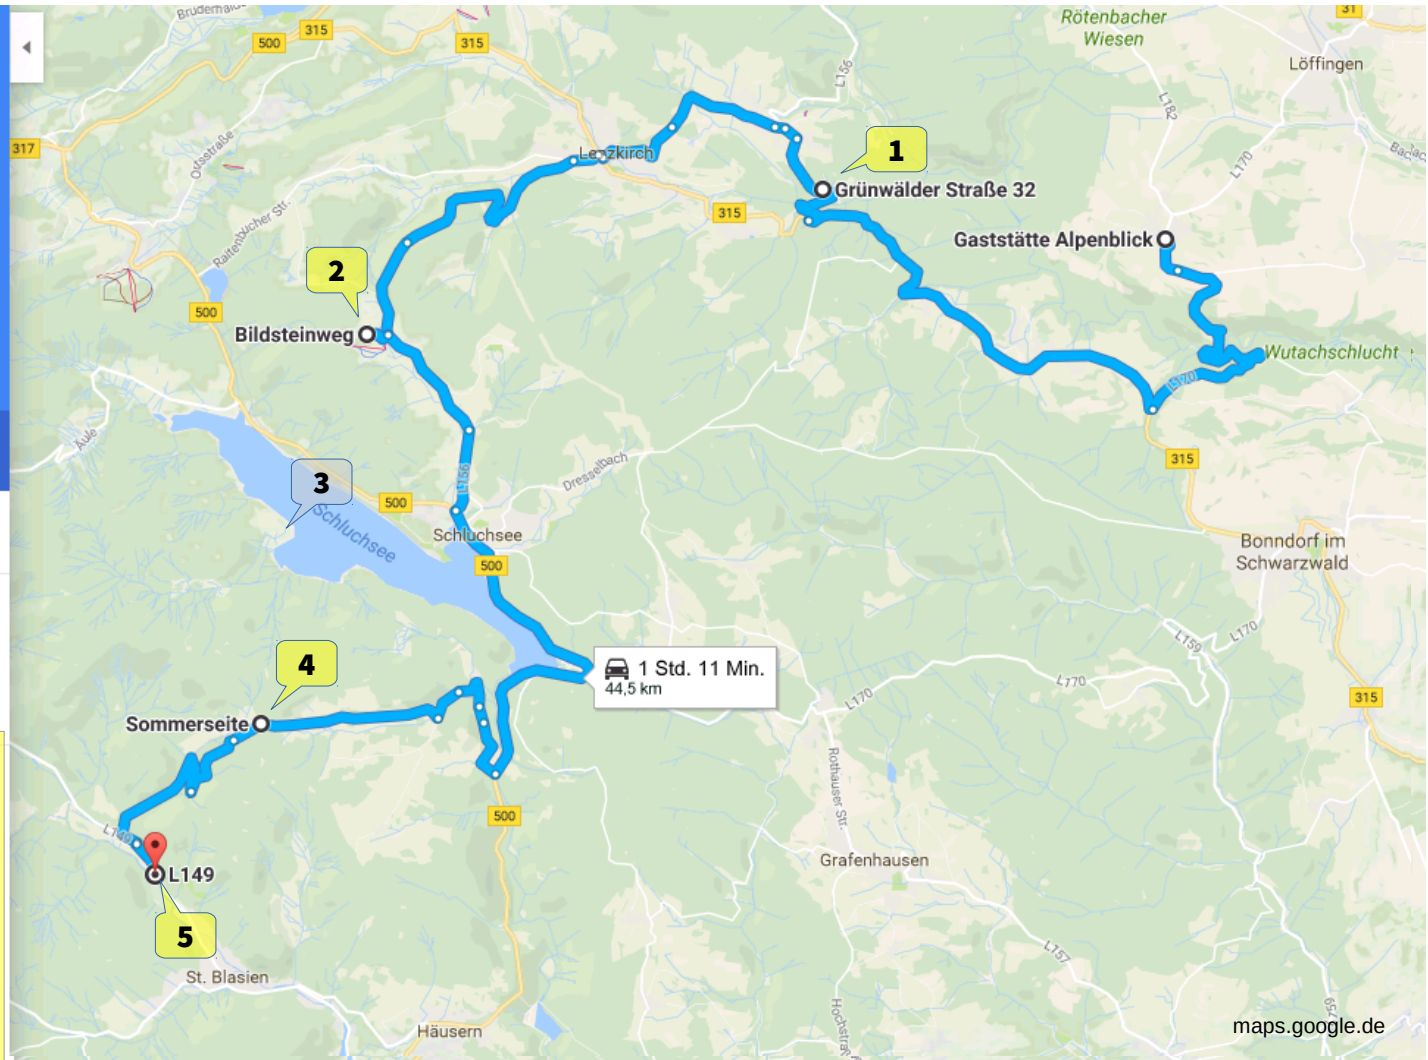 Bruderhalde
315
500
315
Rötenbacher
Wiesen
31
Löffingen
L156
L182
317
Oststraße
Lenzkirch
1
Grünwälder Straße 32
L170
315
Raitenbucher Str.
Gaststätte Alpenblick
2
500
Bildsteinweg
Wutachschlucht
L170
Äule
315
3
Dresselbach
L156
500
Schluchsee
Schluchsee
500
Bonndorf im
Schwarzwald
4
1 Std. 11 Min.
44,5 km
L159
L170
L170
L170
315
Sommerseite
Rothauser Str.
500
L149
L149
Grafenhausen
5
L157
St. Blasien
Häusern
maps.google.de